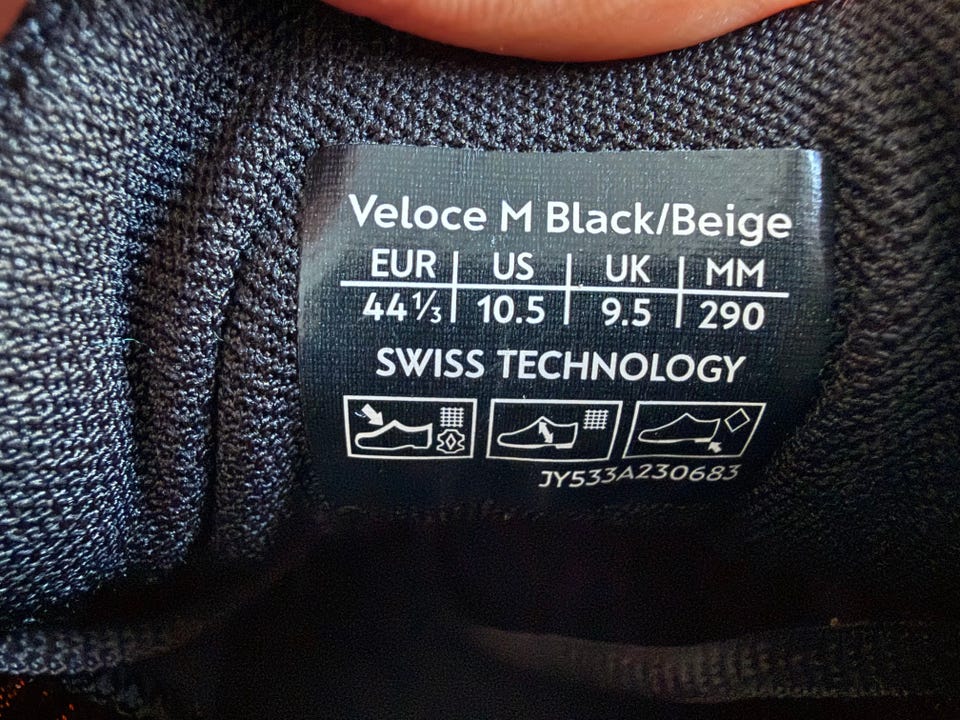 Veloce M Black/Beige
EUR | US | UK | MM
44⅓ | 10.5 | 9.5 | 290
SWISS TECHNOLOGY
JY533A230683